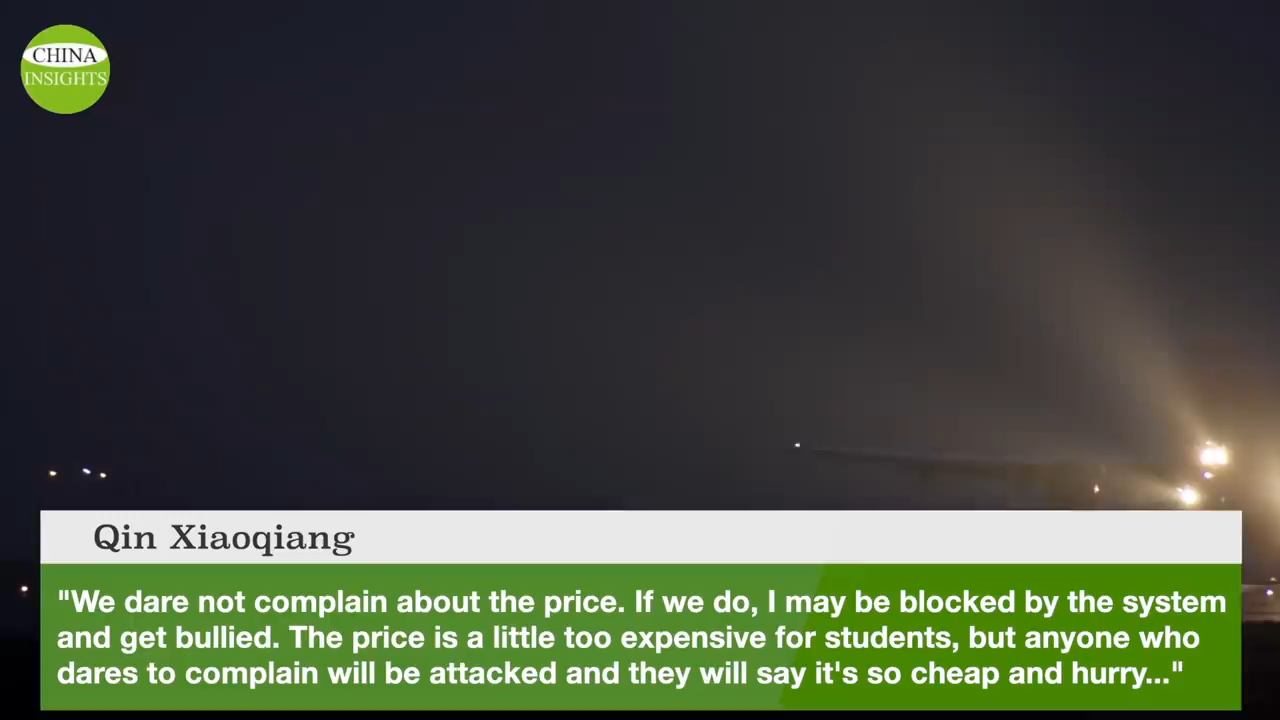 CHINA
INSIGHTS
Qin Xiaoqiang
"We dare not complain about the price. If we do, I may be blocked by the system
and get bullied. The price is a little too expensive for students, but anyone who
dares to complain will be attacked and they will say it's so cheap and hurry..."